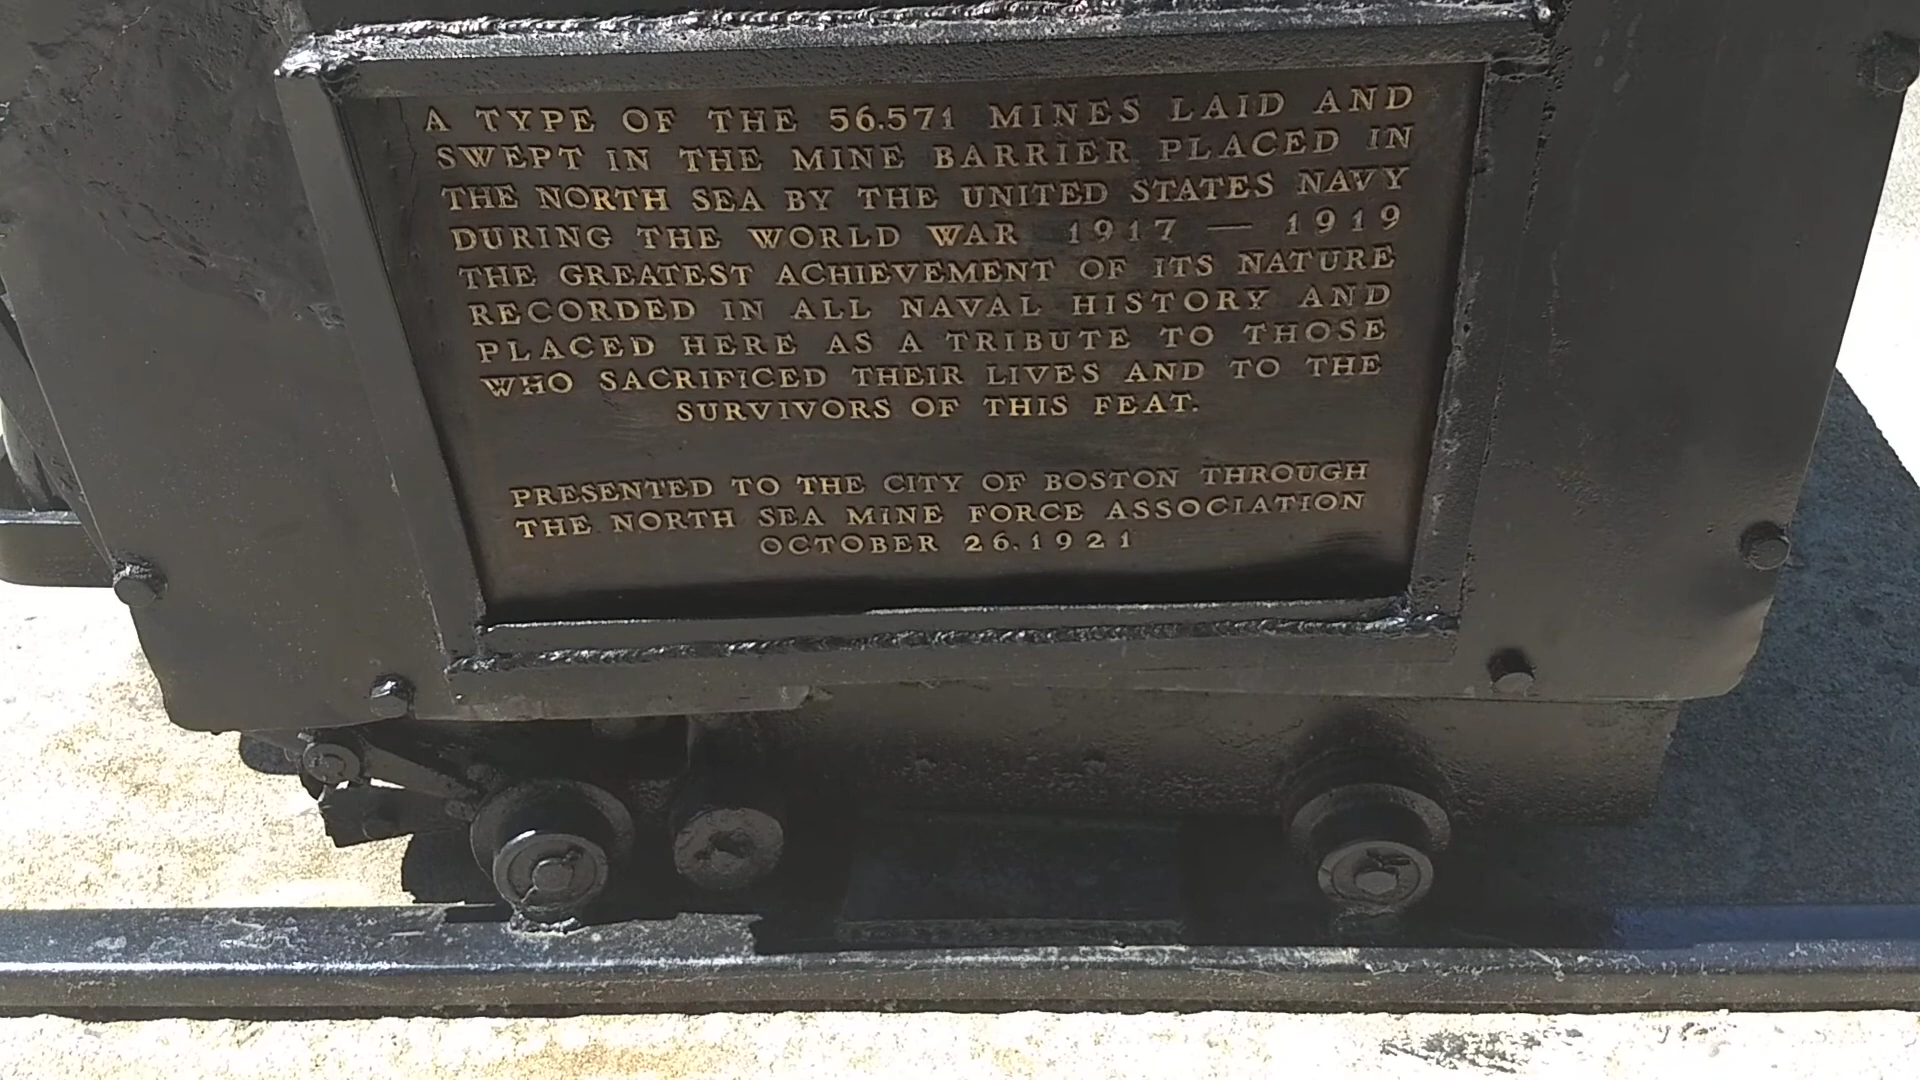 A TYPE OF THE 56.571 MINES LAID AND
SWEPT IN THE MINE BARRIER PLACED IN
THE NORTH SEA BY THE UNITED STATES NAVY
DURING THE WORLD WAR 1917 — 1919
THE GREATEST ACHIEVEMENT OF ITS NATURE
RECORDED IN ALL NAVAL HISTORY AND
PLACED HERE AS A TRIBUTE TO THOSE
WHO SACRIFICED THEIR LIVES AND TO THE
SURVIVORS OF THIS FEAT.
PRESENTED TO THE CITY OF BOSTON THROUGH
THE NORTH SEA MINE FORCE ASSOCIATION
OCTOBER 26.1921